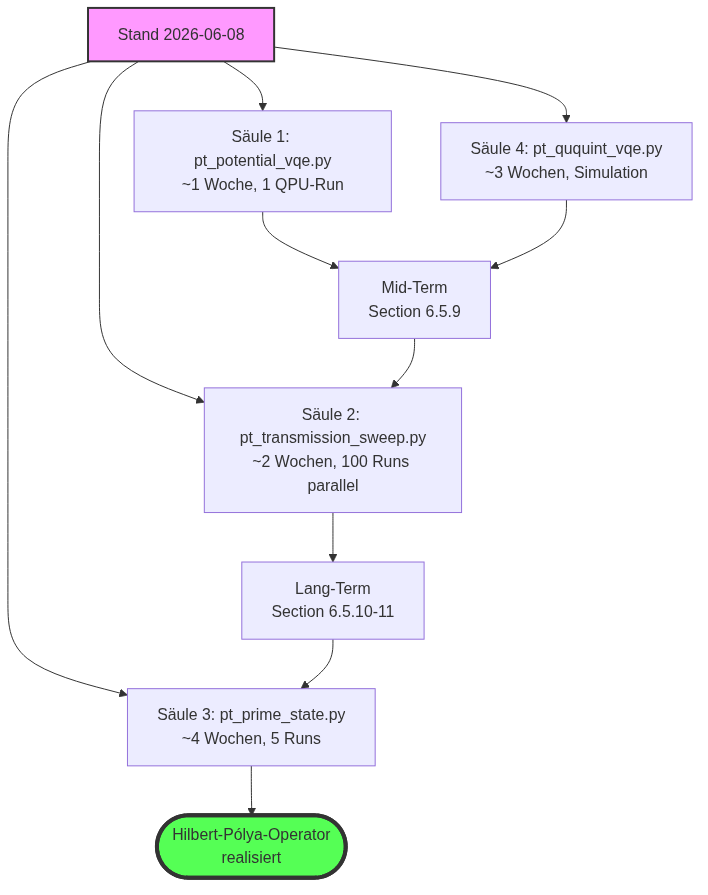 Stand 2026-06-08
Säule 1:
pt_potential_vqe.py
~1 Woche, 1 QPU-Run
Säule 4: pt_ququint_vqe.py
~3 Wochen, Simulation
Mid-Term
Section 6.5.9
Säule 2:
pt_transmission_sweep.py
~2 Wochen, 100 Runs
parallel
Lang-Term
Section 6.5.10-11
Säule 3: pt_prime_state.py
~4 Wochen, 5 Runs
Hilbert-Pólya-Operator
realisiert